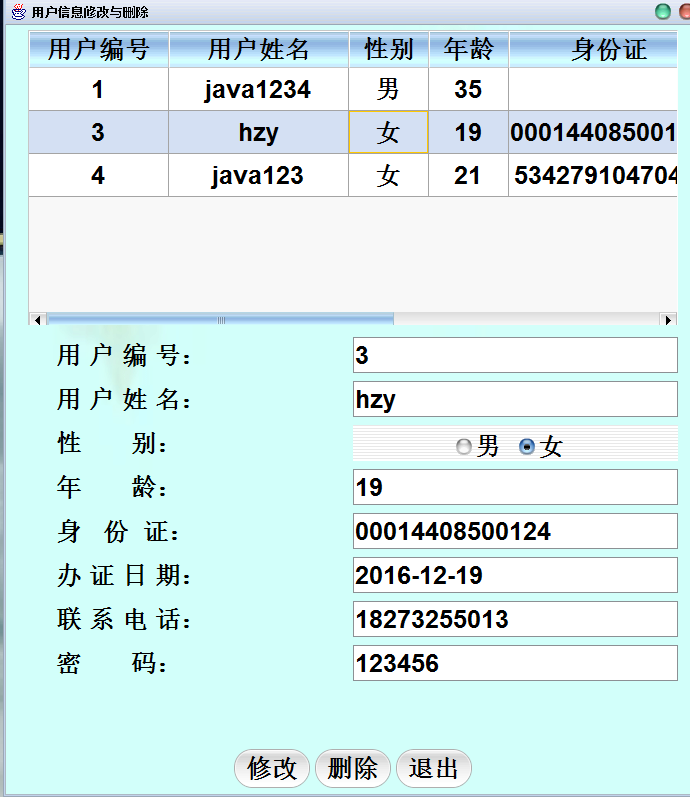 用户信息修改与删除
用户编号 用户姓名 性别 年龄 身份证
1 java1234 男 35
3 hzy 女 19 000144085001
4 java123 女 21 534279104704
用 户 编 号: 3
用 户 姓 名: hzy
性 别: 男 女
年 龄: 19
身 份 证: 00014408500124
办 证 日 期: 2016-12-19
联 系 电 话: 18273255013
密 码: 123456
修改 删除 退出